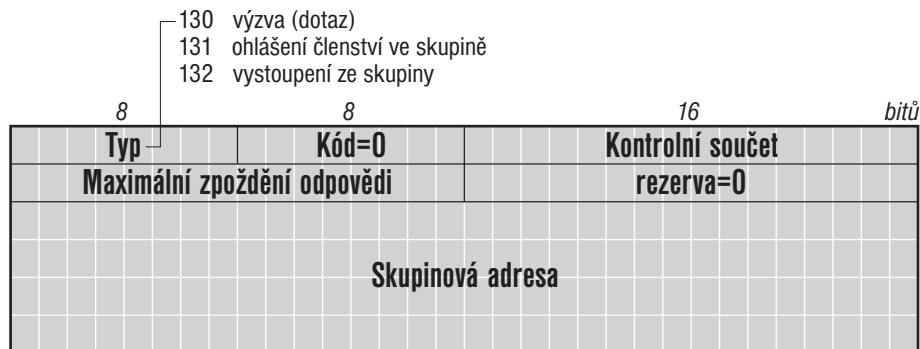 130 výzva (dotaz)
131 ohlášení členství ve skupině
132 vystoupení ze skupiny
8 8 16 bitů
Typ Kód=0 Kontrolní součet
Maximální zpoždění odpovědi rezerva=0
Skupinová adresa